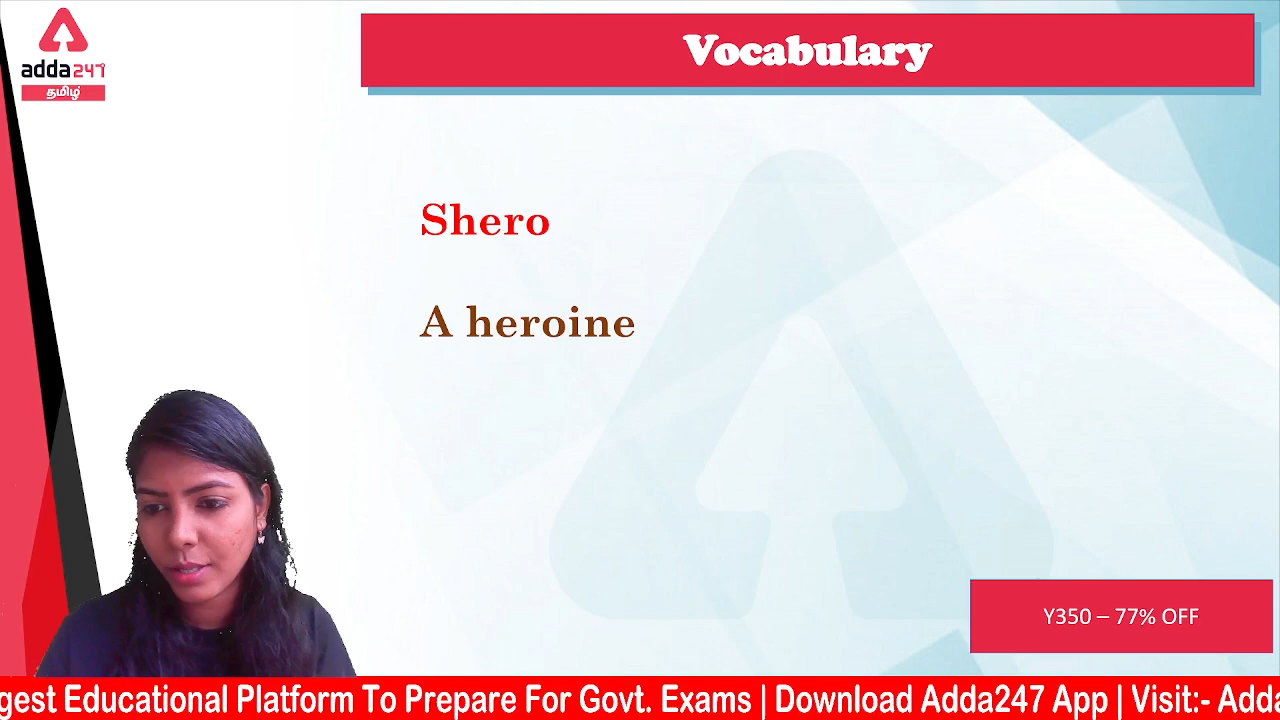 adda247
தமிழ்
Vocabulary
Shero
A heroine
Y350 – 77% OFF
gest Educational Platform To Prepare For Govt. Exams | Download Adda247 App | Visit:- Adda